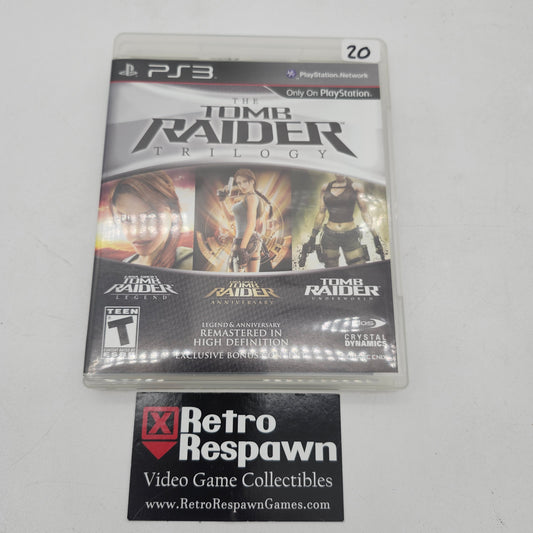 20
PS3
PlayStation Network
Only On PlayStation
THE
TOMB
RAIDER
TRILOGY
TOMB
RAIDER
LEGEND
TOMB
RAIDER
ANNIVERSARY
TOMB
RAIDER
UNDERWORLD
TEEN
T
LEGEND & ANNIVERSARY
REMASTERED IN
HIGH DEFINITION
EXCLUSIVE BONUS
CRYSTAL
DYNAMICS
Retro
Respawn
Video Game Collectibles
www.RetroRespawnGames.com